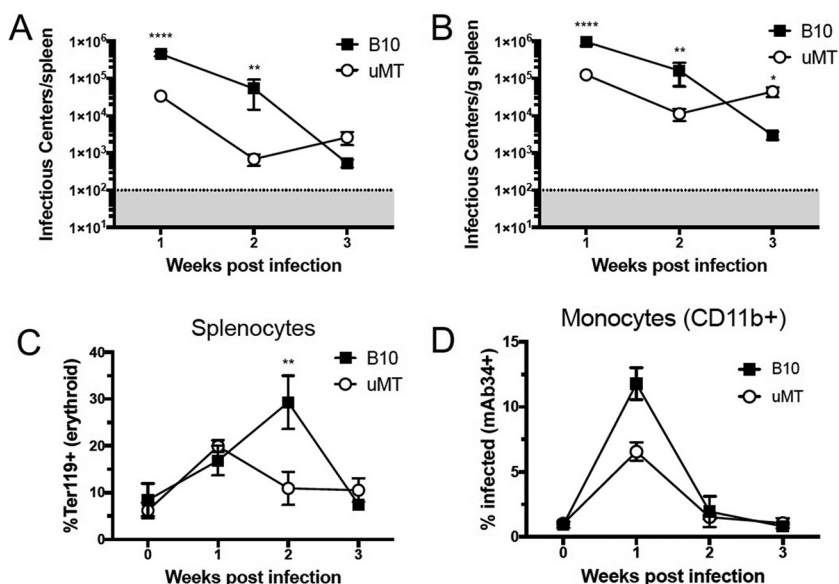 A
****
**
B10
uMT
Infectious Centers/spleen
1×10⁶
1×10⁵
1×10⁴
1×10³
1×10²
1×10¹
1
2
3
Weeks post infection
B
****
**
*
B10
uMT
Infectious Centers/g spleen
1×10⁶
1×10⁵
1×10⁴
1×10³
1×10²
1×10¹
1
2
3
Weeks post infection
C
Splenocytes
**
B10
uMT
%Ter119+ (erythroid)
40
30
20
10
0
0
1
2
3
Weeks post infection
D
Monocytes (CD11b+)
B10
uMT
% infected (mAb34+)
15
10
5
0
0
1
2
3
Weeks post infection